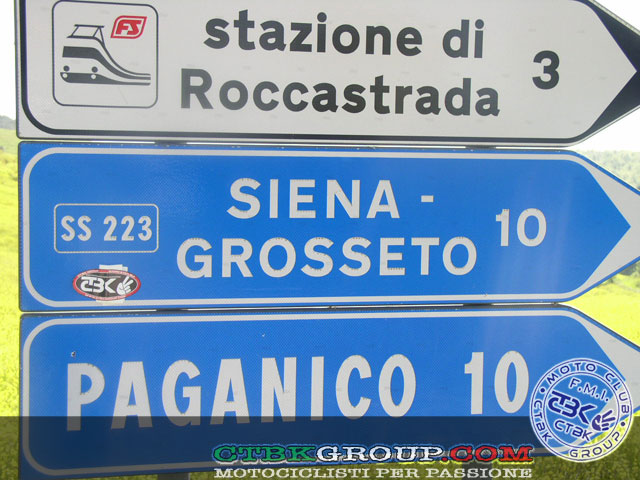 FS
stazione di
Roccastrada 3
SS 223
SIENA -
GROSSETO 10
CTBK
PAGANICO 10
MOTO CLUB
F.M.I.
CTBK
CTBK
GROUP
CTBKGROUP.COM
MOTOCICLISTI PER PASSIONE